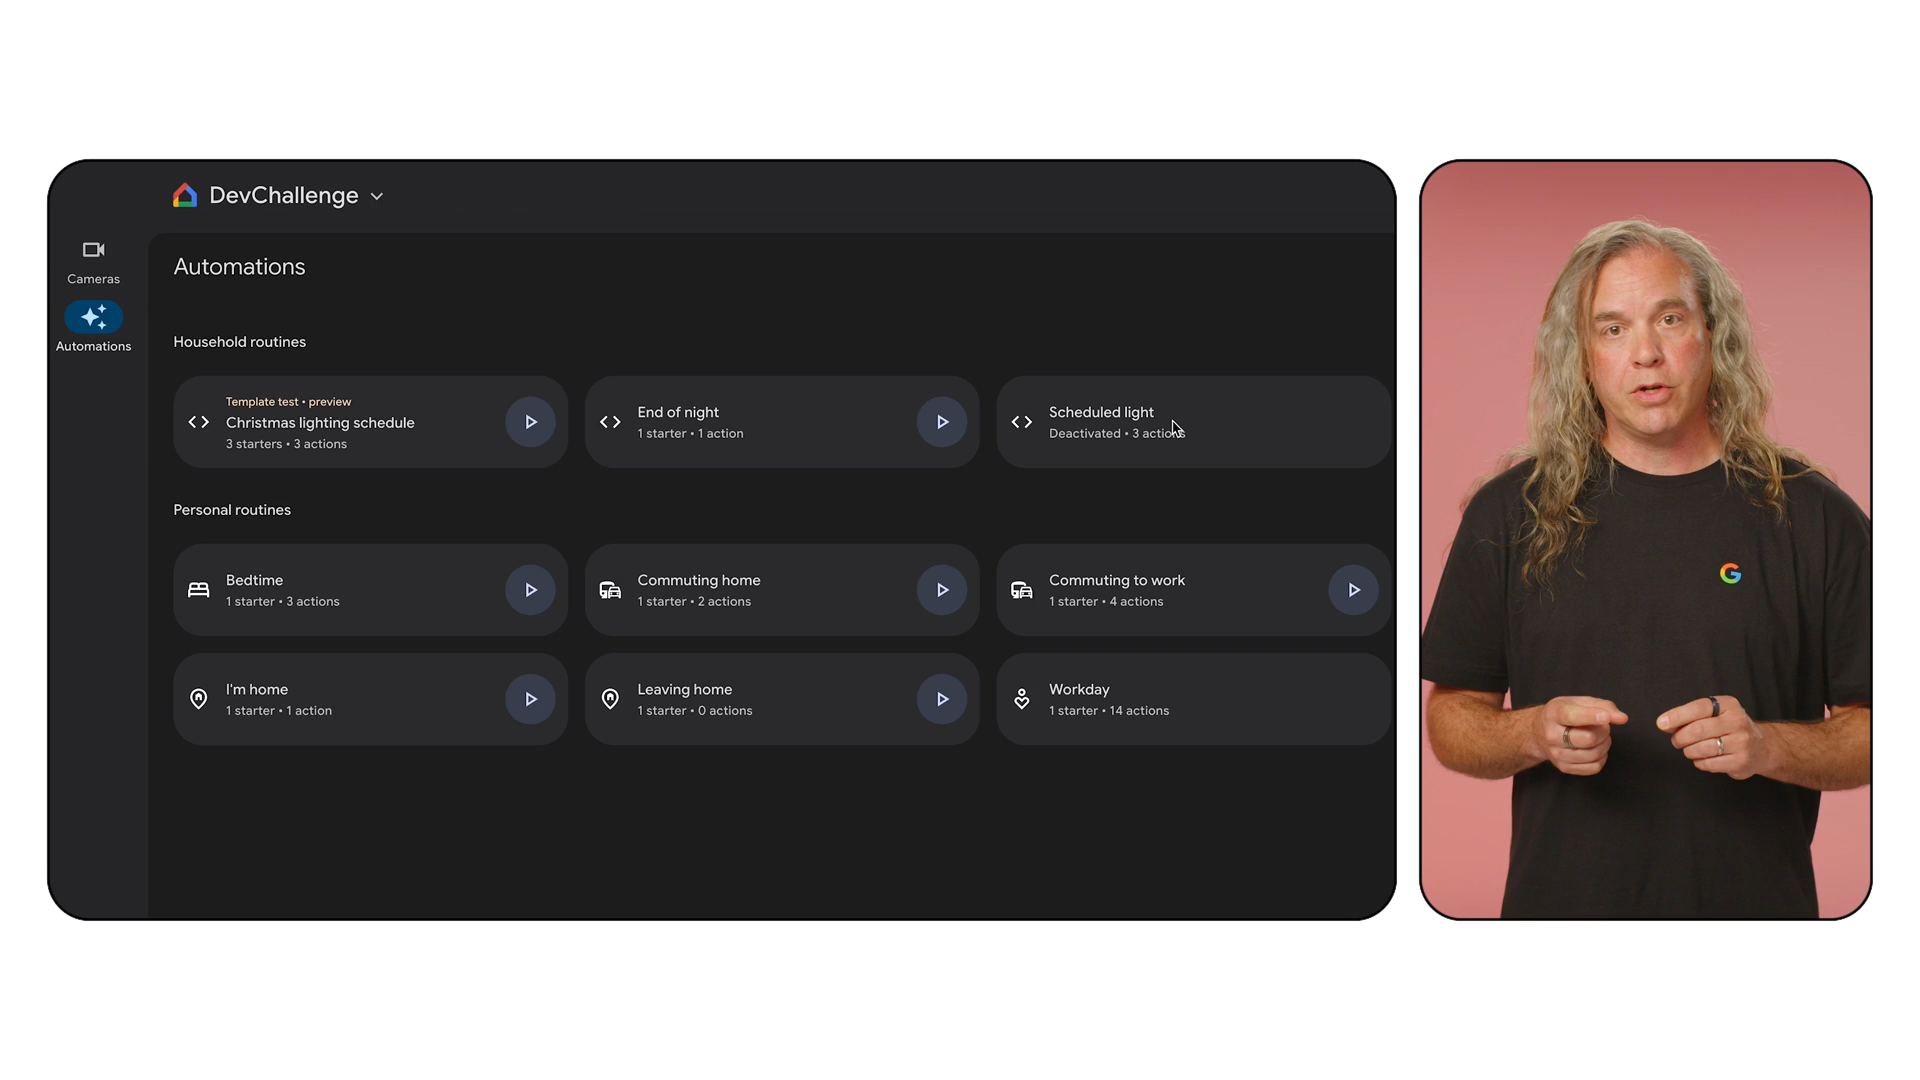 DevChallenge
Cameras
Automations
Automations
Household routines
Template test • preview
Christmas lighting schedule
3 starters • 3 actions
End of night
1 starter • 1 action
Scheduled light
Deactivated • 3 actions
Personal routines
Bedtime
1 starter • 3 actions
Commuting home
1 starter • 2 actions
Commuting to work
1 starter • 4 actions
I'm home
1 starter • 1 action
Leaving home
1 starter • 0 actions
Workday
1 starter • 14 actions
G